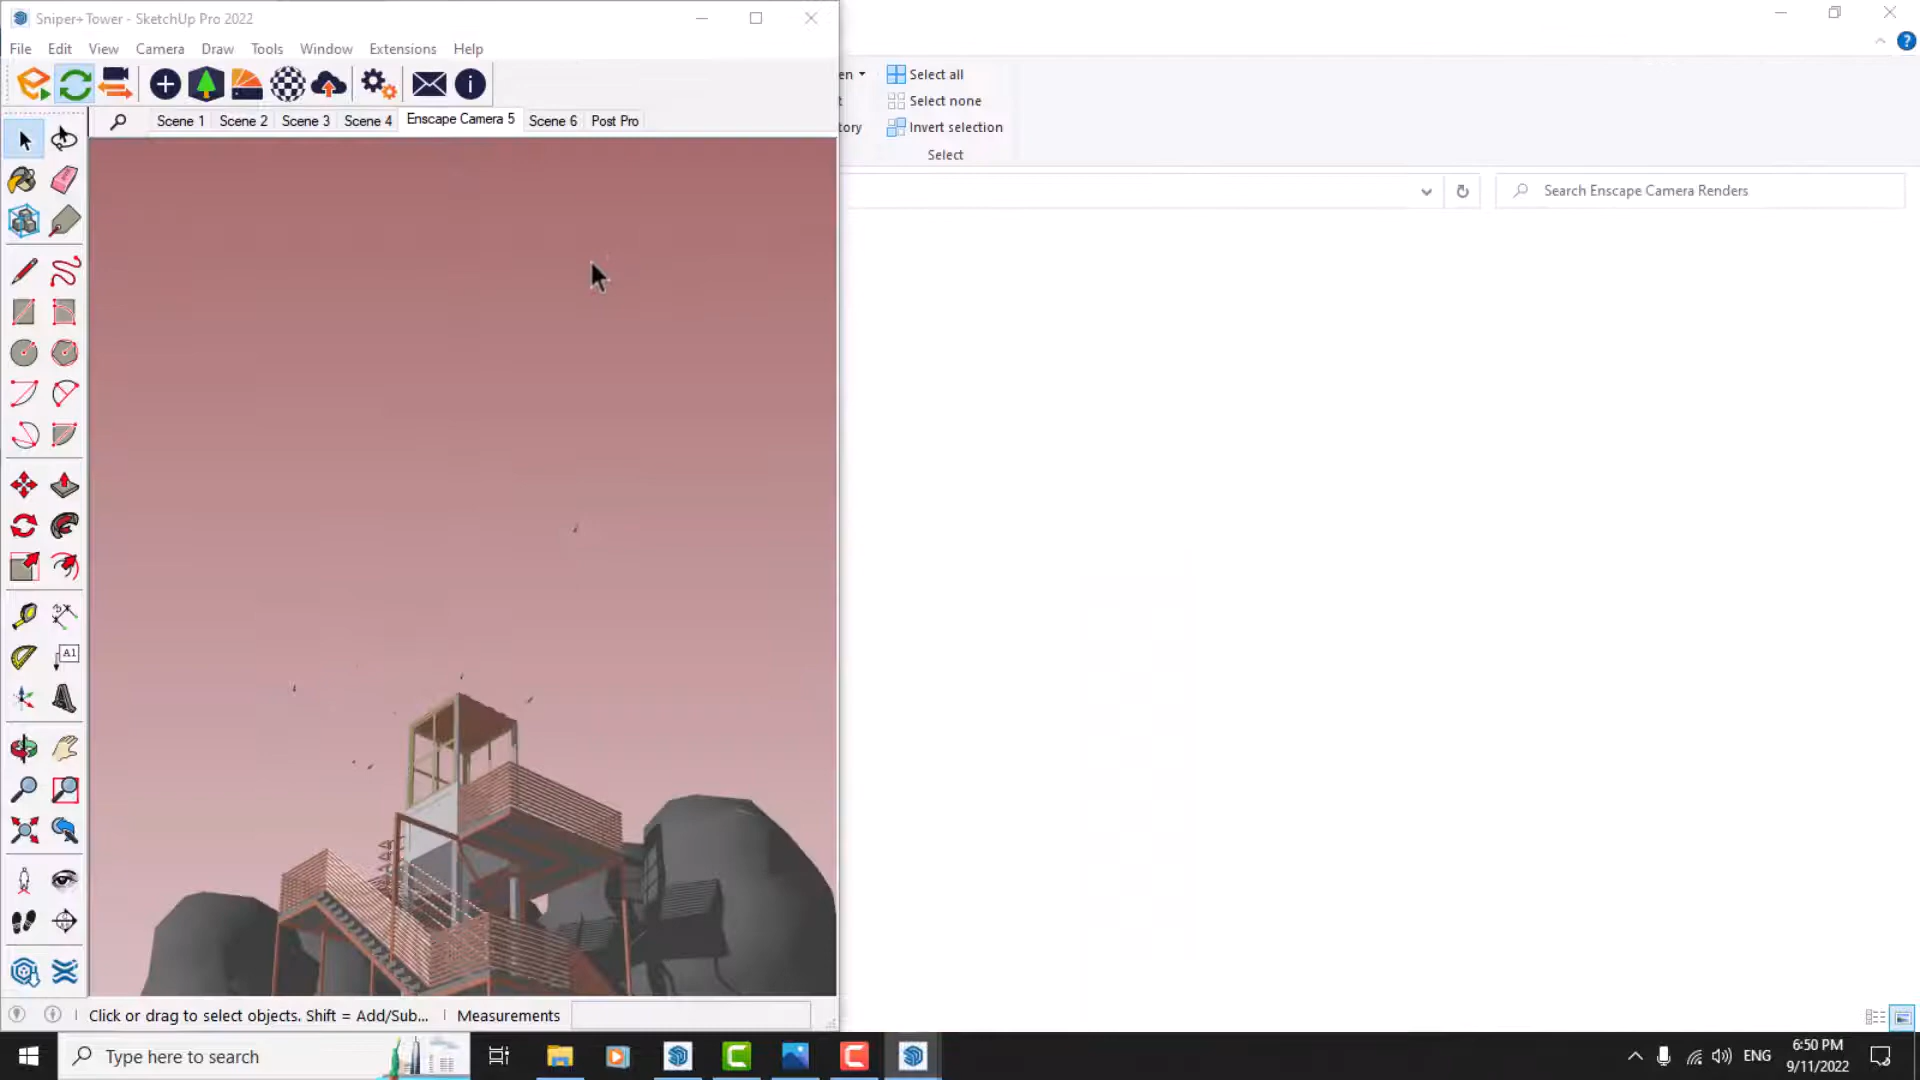 Sniper+Tower - SketchUp Pro 2022
File Edit View Camera Draw Tools Window Extensions Help
Scene 1 Scene 2 Scene 3 Scene 4 Enscape Camera 5 Scene 6 Post Pro
A1
Click or drag to select objects. Shift = Add/Sub... Measurements
en
Select all
t
Select none
ory
Invert selection
Select
Search Enscape Camera Renders
Type here to search
ENG
6:50 PM
9/11/2022